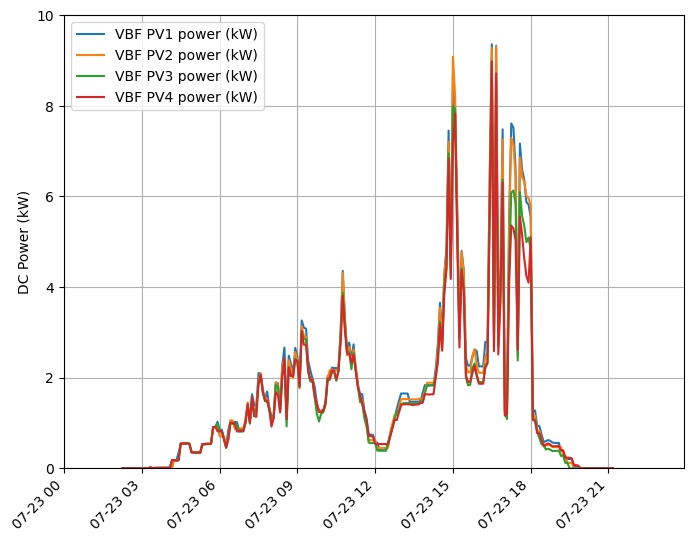 VBF PV1 power (kW)
VBF PV2 power (kW)
VBF PV3 power (kW)
VBF PV4 power (kW)
DC Power (kW)
10
8
6
4
2
0
07-23 00
07-23 03
07-23 06
07-23 09
07-23 12
07-23 15
07-23 18
07-23 21